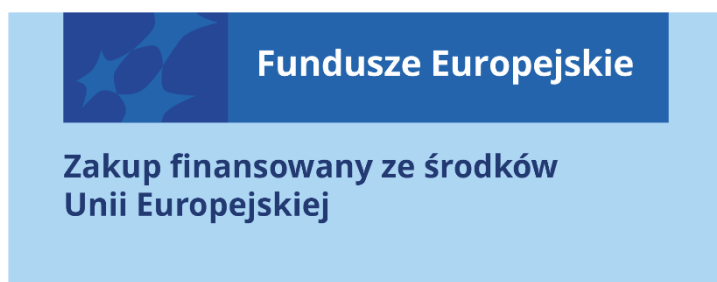 Fundusze Europejskie
Zakup finansowany ze środków
Unii Europejskiej